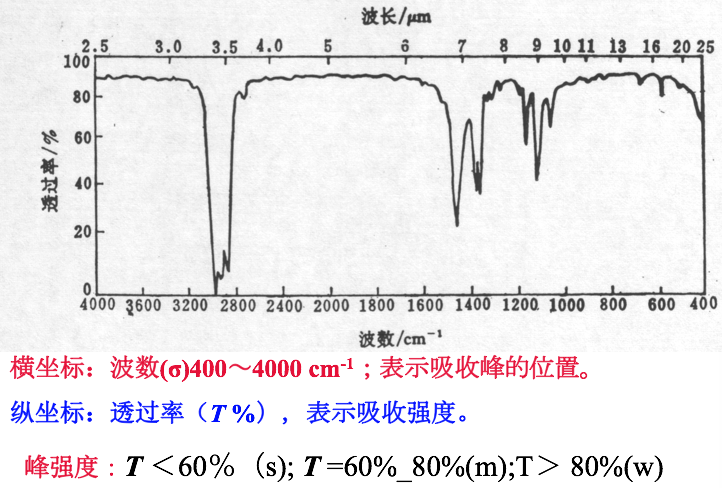 波长/μm
2.5 3.0 3.5 4.0 5 6 7 8 9 10 11 13 16 20 25
100
80
60
40
20
0
透过率/%
4000 3600 3200 2800 2400 2200 2000 1800 1600 1400 1200 1000 800 600 400
波数/cm⁻¹
横坐标：波数(σ)400～4000 cm⁻¹；表示吸收峰的位置。
纵坐标：透过率（T %），表示吸收强度。
峰强度：T＜60％（s); T=60%_80%(m);T＞ 80%(w)